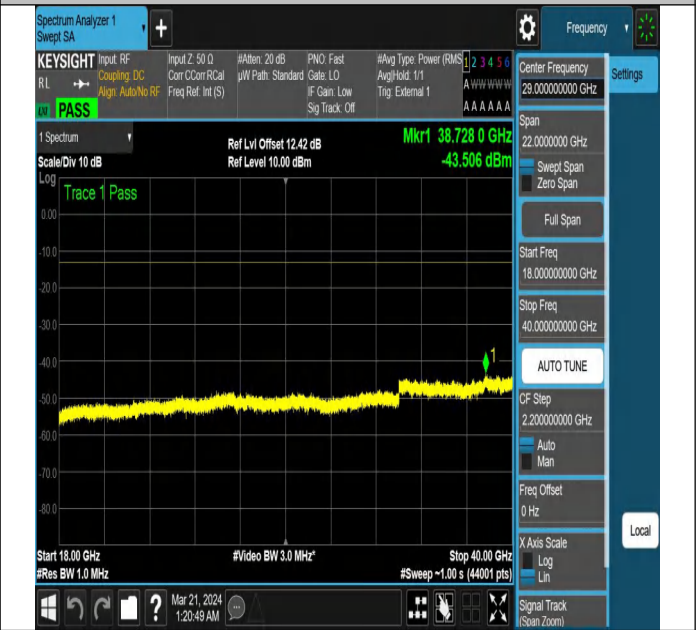 Spectrum Analyzer 1
Swept SA
Frequency
KEYSIGHT
RL
PASS
Input: RF
Coupling: DC
Align: Auto/No RF
Input Z: 50 Ω
Corr CCorr RCal
Freq Ref: Int (S)
#Atten: 20 dB
µW Path: Standard
PNO: Fast
Gate: LO
IF Gain: Low
Sig Track: Off
#Avg Type: Power (RMS
Avg|Hold: 1/1
Trig: External 1
1 2 3 4 5 6
A W W W W W
A A A A A A
1 Spectrum
Scale/Div 10 dB
Ref Lvl Offset 12.42 dB
Ref Level 10.00 dBm
Mkr1 38.728 0 GHz
-43.506 dBm
Log
Trace 1 Pass
0.00
-10.0
-20.0
-30.0
-40.0
-50.0
-60.0
-70.0
-80.0
1
Start 18.00 GHz
#Res BW 1.0 MHz
#Video BW 3.0 MHz*
Stop 40.00 GHz
#Sweep ~1.00 s (44001 pts)
Mar 21, 2024
1:20:49 AM
Center Frequency
29.000000000 GHz
Settings
Span
22.0000000 GHz
Swept Span
Zero Span
Full Span
Start Freq
18.000000000 GHz
Stop Freq
40.000000000 GHz
AUTO TUNE
CF Step
2.200000000 GHz
Auto
Man
Freq Offset
0 Hz
X Axis Scale
Log
Lin
Local
Signal Track
(Span Zoom)